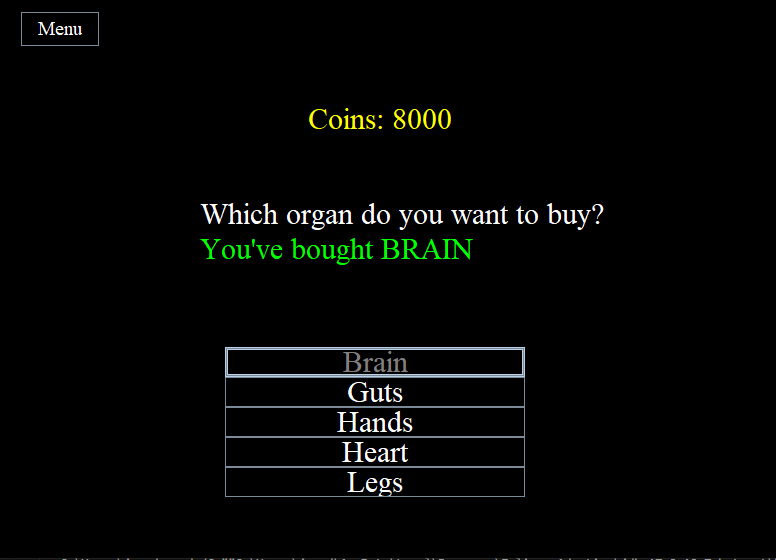 Menu
Coins: 8000
Which organ do you want to buy?
You've bought BRAIN
Brain
Guts
Hands
Heart
Legs